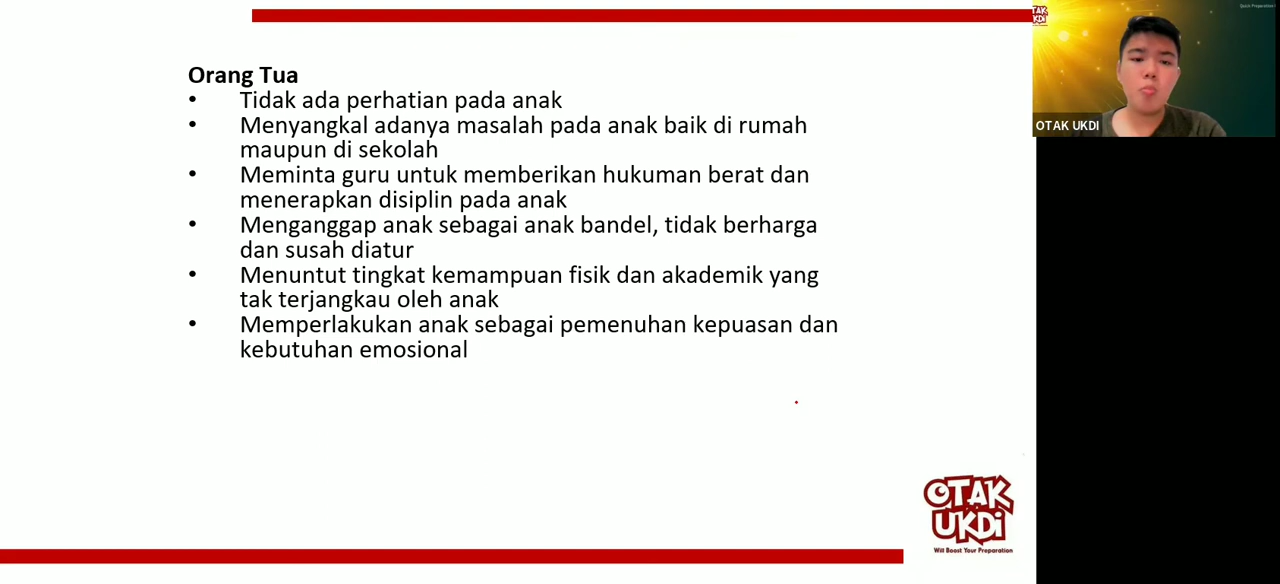 Orang Tua
• Tidak ada perhatian pada anak
• Menyangkal adanya masalah pada anak baik di rumah
maupun di sekolah
• Meminta guru untuk memberikan hukuman berat dan
menerapkan disiplin pada anak
• Menganggap anak sebagai anak bandel, tidak berharga
dan susah diatur
• Menuntut tingkat kemampuan fisik dan akademik yang
tak terjangkau oleh anak
• Memperlakukan anak sebagai pemenuhan kepuasan dan
kebutuhan emosional
OTAK UKDI
OTAK
UKDi
Will Boost Your Preparation